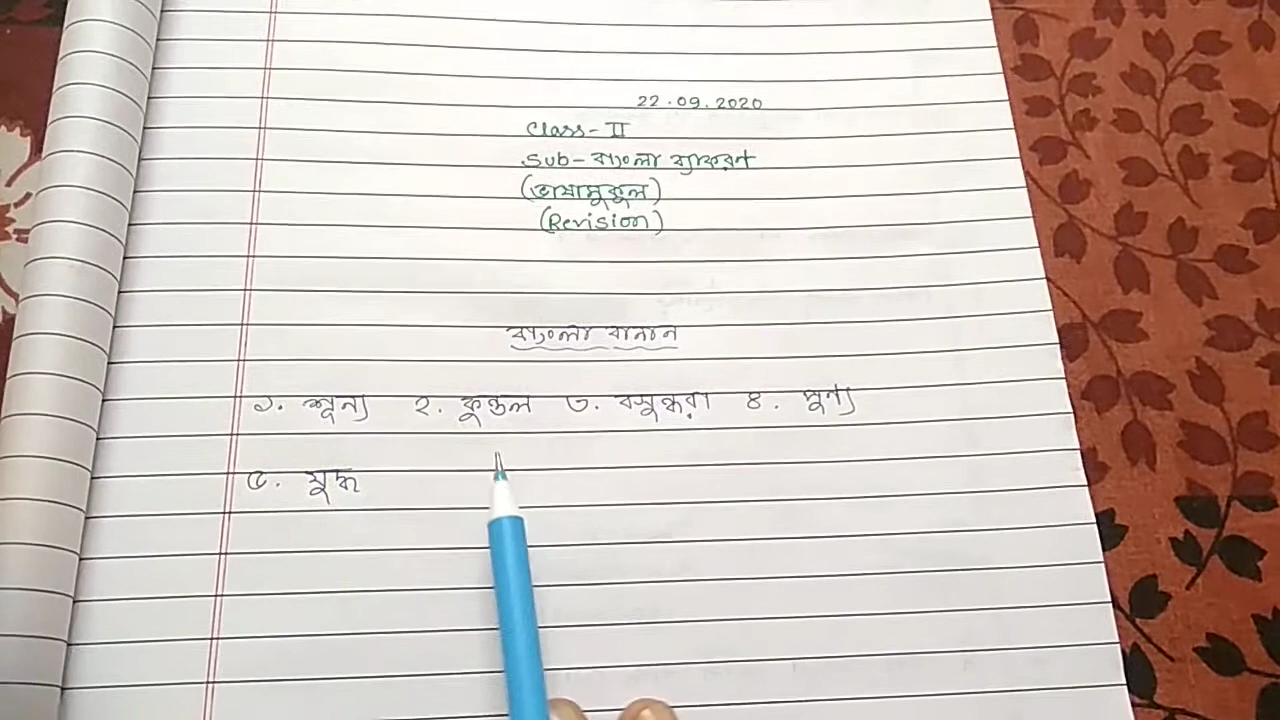 22.09.2020
Class-II
Sub-বাংলা ব্যাকরণ
(ভাষামুকুল)
(Revision)
বাংলা বানান
১. শূন্য ২. কুন্তল ৩. বসুন্ধরা ৪. পুণ্য
৫. যুদ্ধ